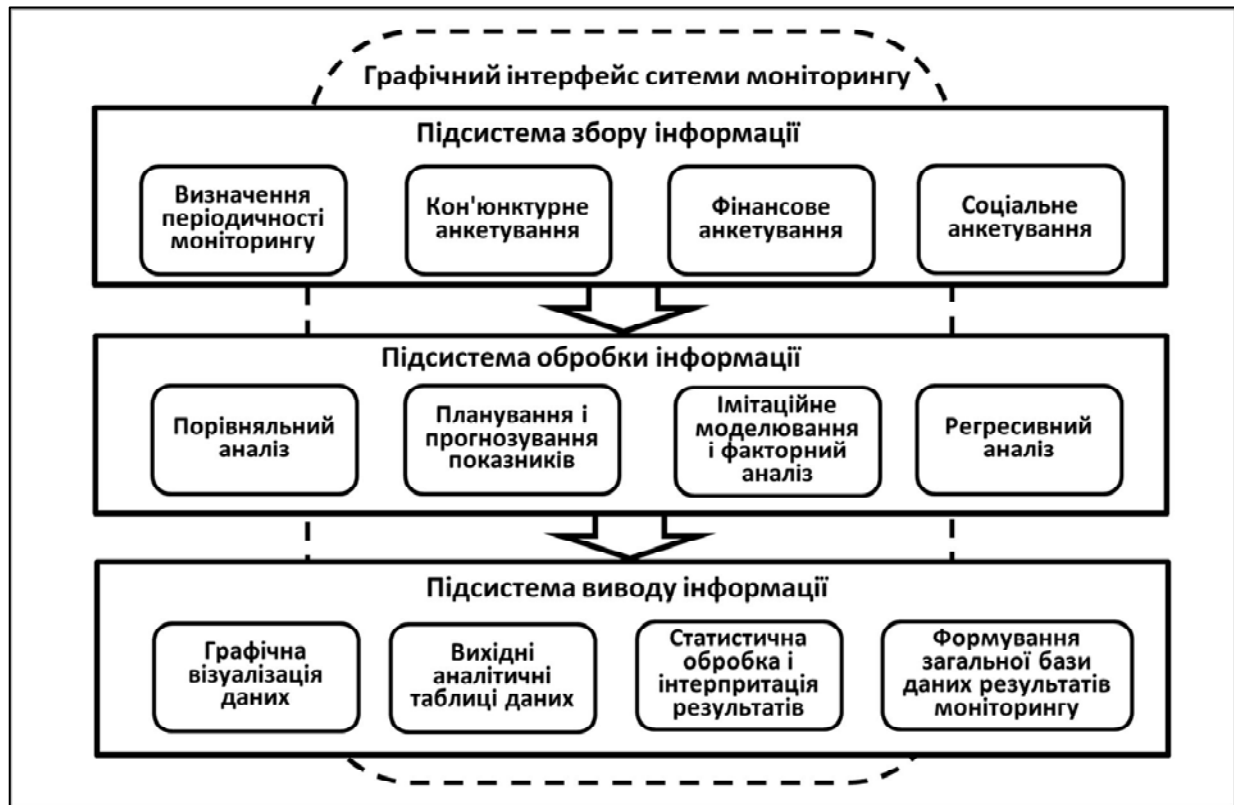 Графічний інтерфейс ситеми моніторингу
Підсистема збору інформації
Визначення
періодичності
моніторингу
Кон'юнктурне
анкетування
Фінансове
анкетування
Соціальне
анкетування
Підсистема обробки інформації
Порівняльний
аналіз
Планування і
прогнозування
показників
Імітаційне
моделювання
і факторний
аналіз
Регресивний
аналіз
Підсистема виводу інформації
Графічна
візуалізація
даних
Вихідні
аналітичні
таблиці даних
Статистична
обробка і
інтерпритація
результатів
Формування
загальної бази
даних результатів
моніторингу